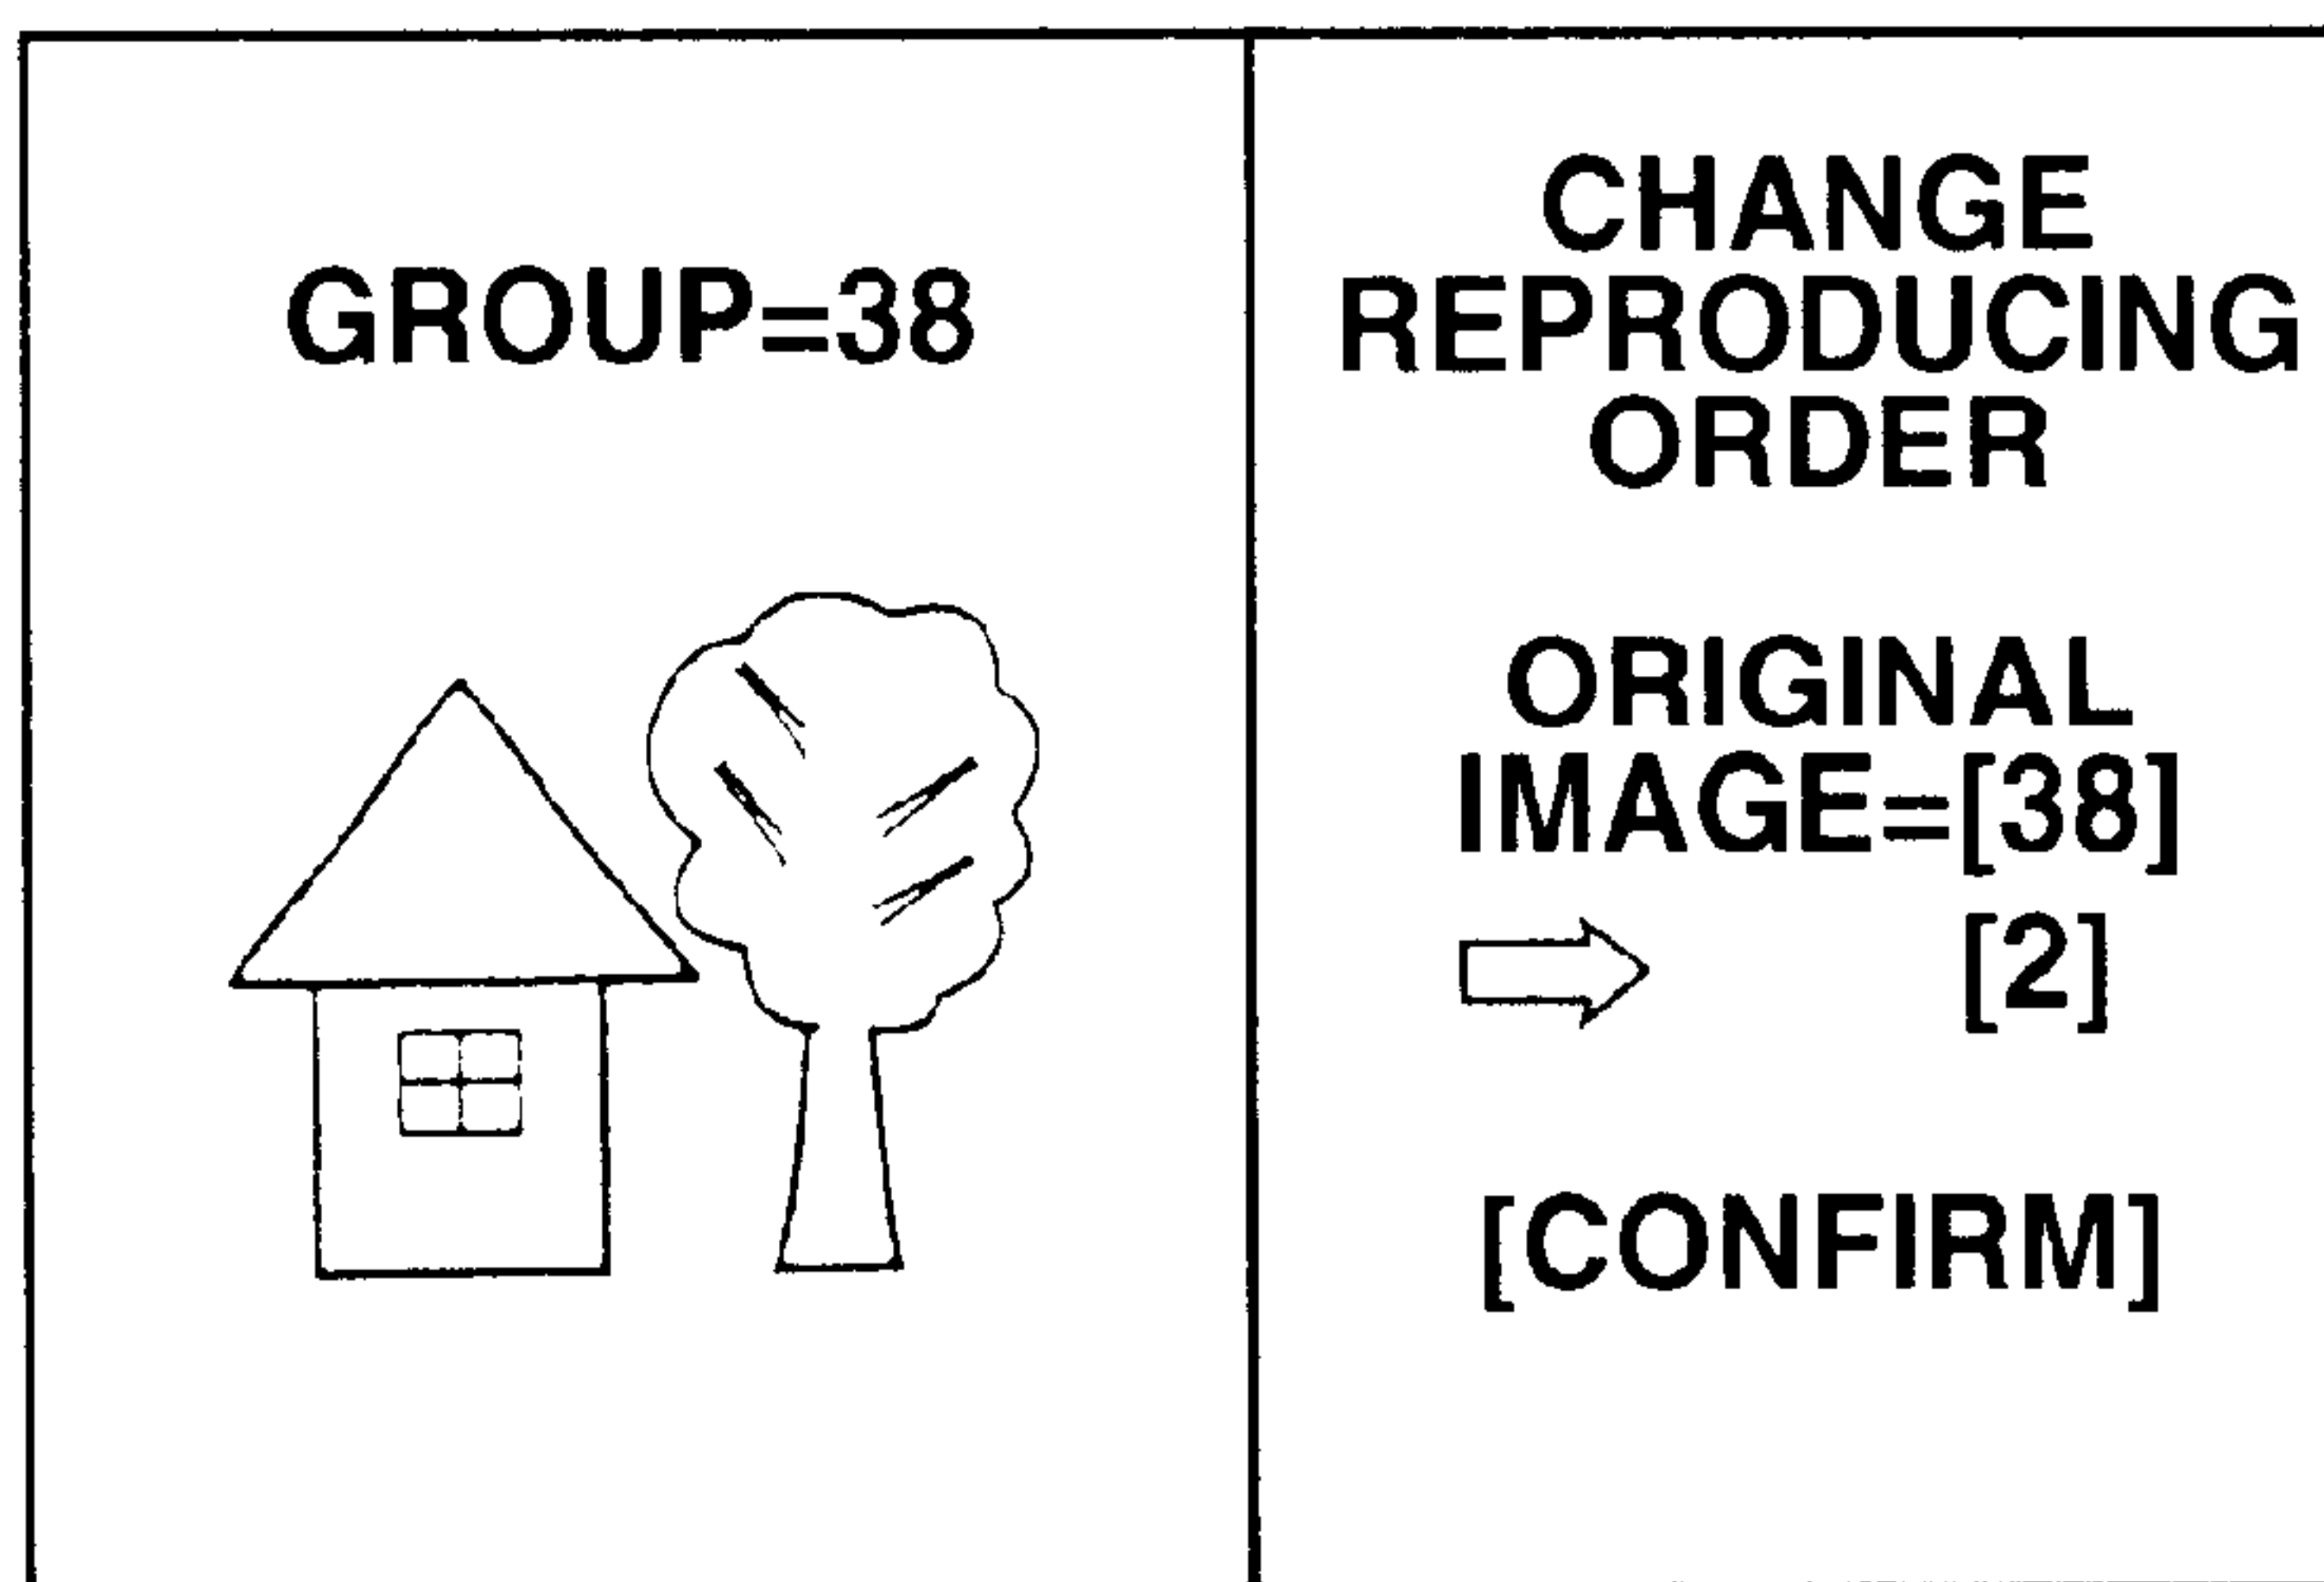 GROUP=38
CHANGE
REPRODUCING
ORDER
ORIGINAL
IMAGE=[38]
[2]
[CONFIRM]